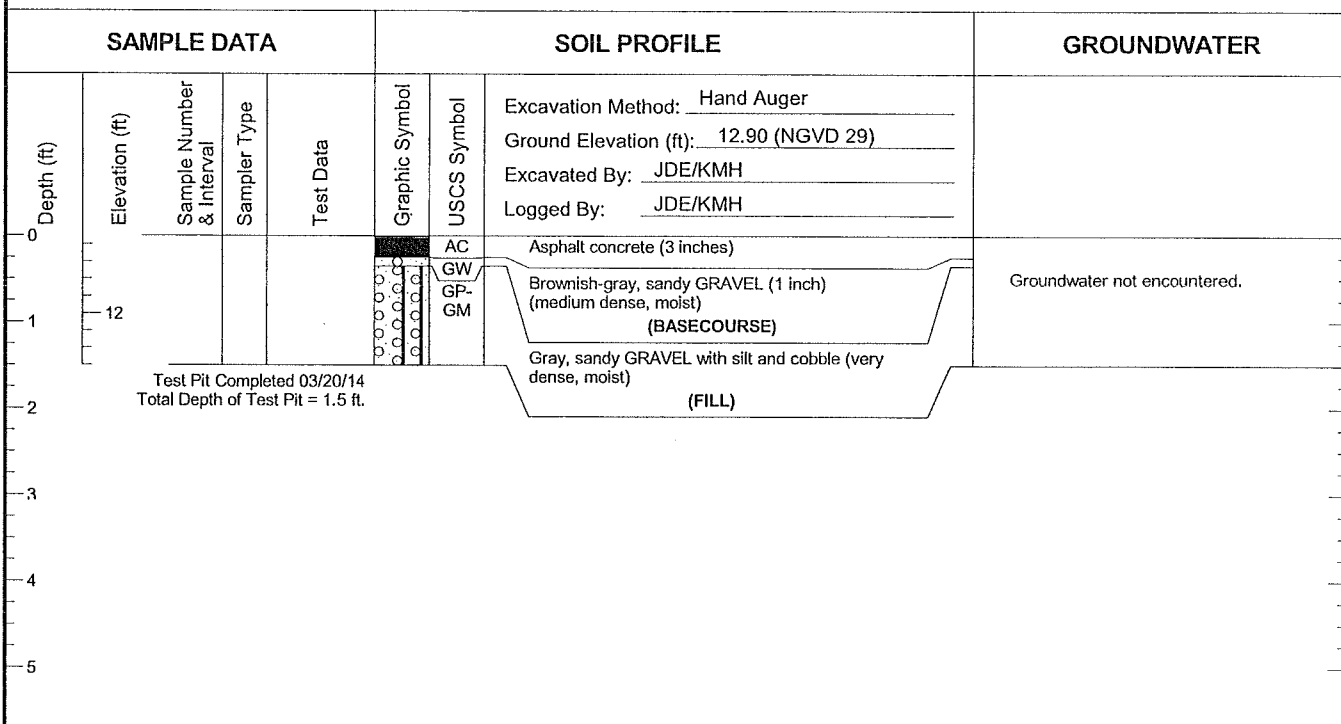 SAMPLE DATA
SOIL PROFILE
GROUNDWATER
Depth (ft)
Elevation (ft)
Sample Number
& Interval
Sampler Type
Test Data
Graphic Symbol
USCS Symbol
Excavation Method: Hand Auger
Ground Elevation (ft): 12.90 (NGVD 29)
Excavated By: JDE/KMH
Logged By: JDE/KMH
0
AC
Asphalt concrete (3 inches)
GW
Brownish-gray, sandy GRAVEL (1 inch)
(medium dense, moist)
(BASECOURSE)
Groundwater not encountered.
GP-
GM
12
1
Gray, sandy GRAVEL with silt and cobble (very
dense, moist)
(FILL)
Test Pit Completed 03/20/14
Total Depth of Test Pit = 1.5 ft.
2
3
4
5